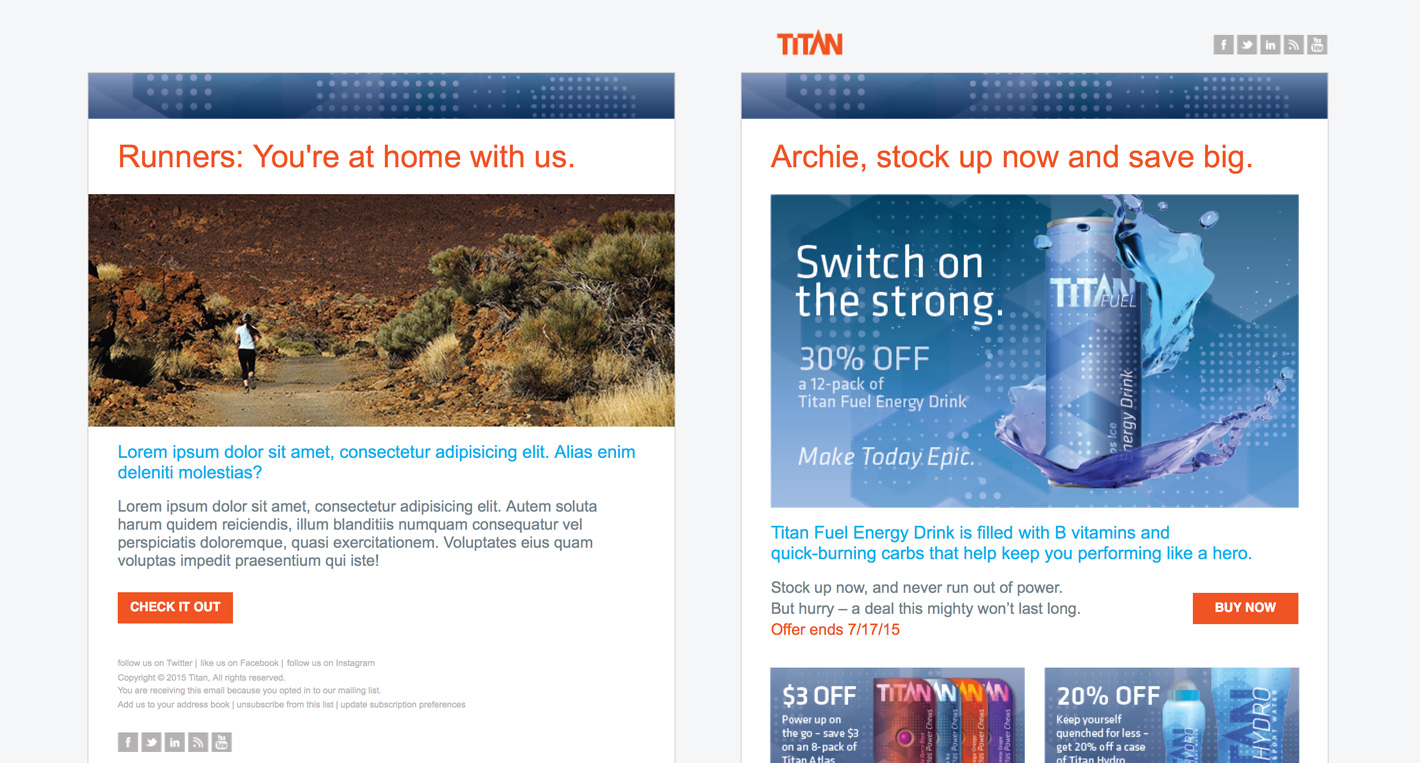 Runners: You're at home with us.
Lorem ipsum dolor sit amet, consectetur adipisicing elit. Alias enim
deleniti molestias?
Lorem ipsum dolor sit amet, consectetur adipisicing elit. Autem soluta
harum quidem reiciendis, illum blanditiis numquam consequatur vel
perspiciatis doloremque, quasi exercitationem. Voluptates eius quam
voluptas impedit praesentium qui iste!
CHECK IT OUT
follow us on Twitter | like us on Facebook | follow us on Instagram
Copyright © 2015 Titan, All rights reserved.
You are receiving this email because you opted in to our mailing list.
Add us to your address book | unsubscribe from this list | update subscription preferences
f in You Tube
TITAN
f in You Tube
Archie, stock up now and save big.
Switch on
the strong.
30% OFF
a 12-pack of
Titan Fuel Energy Drink
Make Today Epic.
TITAN
FUEL
Energy Drink
Titan Fuel Energy Drink is filled with B vitamins and
quick-burning carbs that help keep you performing like a hero.
Stock up now, and never run out of power.
But hurry – a deal this mighty won't last long.
Offer ends 7/17/15
BUY NOW
$3 OFF
Power up on
the go – save $3
on an 8-pack of
Titan Atlas
TITAN
Power Chews
20% OFF
Keep yourself
quenched for less –
get 20% off a case
of Titan Hydro
TITAN
HYDRO
SPORT WATER